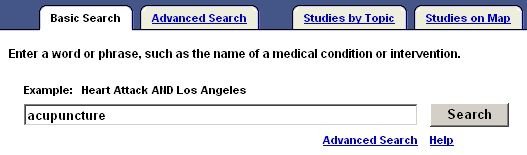 Basic Search Advanced Search Studies by Topic Studies on Map
Enter a word or phrase, such as the name of a medical condition or intervention.
Example: Heart Attack AND Los Angeles
acupuncture Search
Advanced Search Help